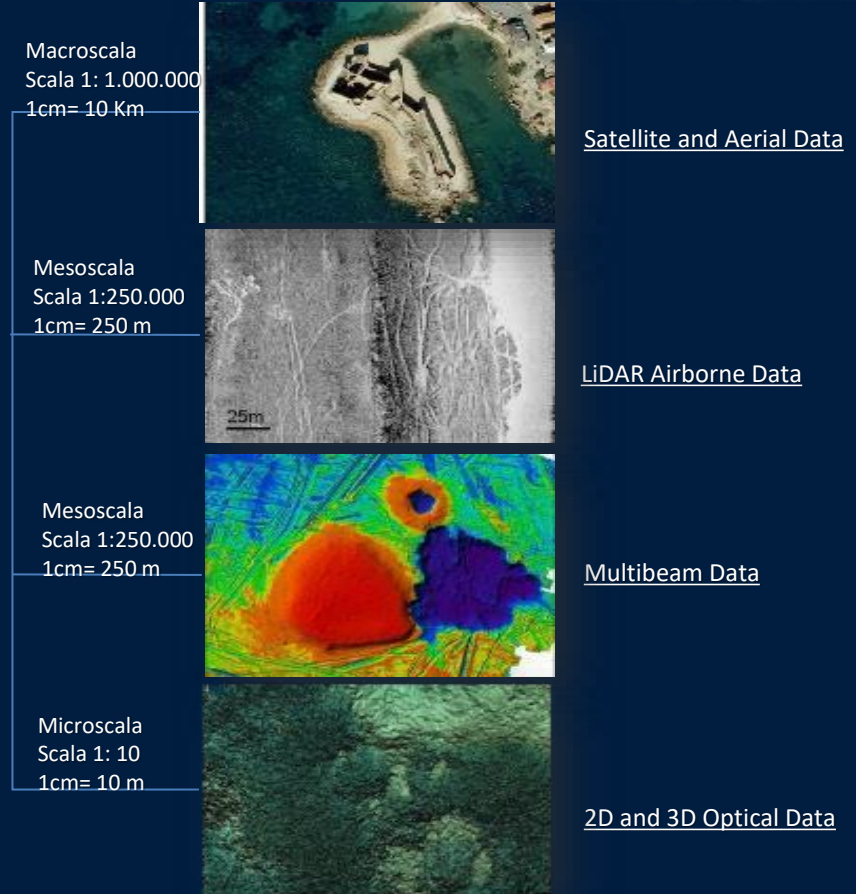 Macroscala
Scala 1: 1.000.000
1cm= 10 Km
Satellite and Aerial Data
Mesoscala
Scala 1:250.000
1cm= 250 m
LiDAR Airborne Data
25m
Mesoscala
Scala 1:250.000
1cm= 250 m
Multibeam Data
Microscala
Scala 1: 10
1cm= 10 m
2D and 3D Optical Data